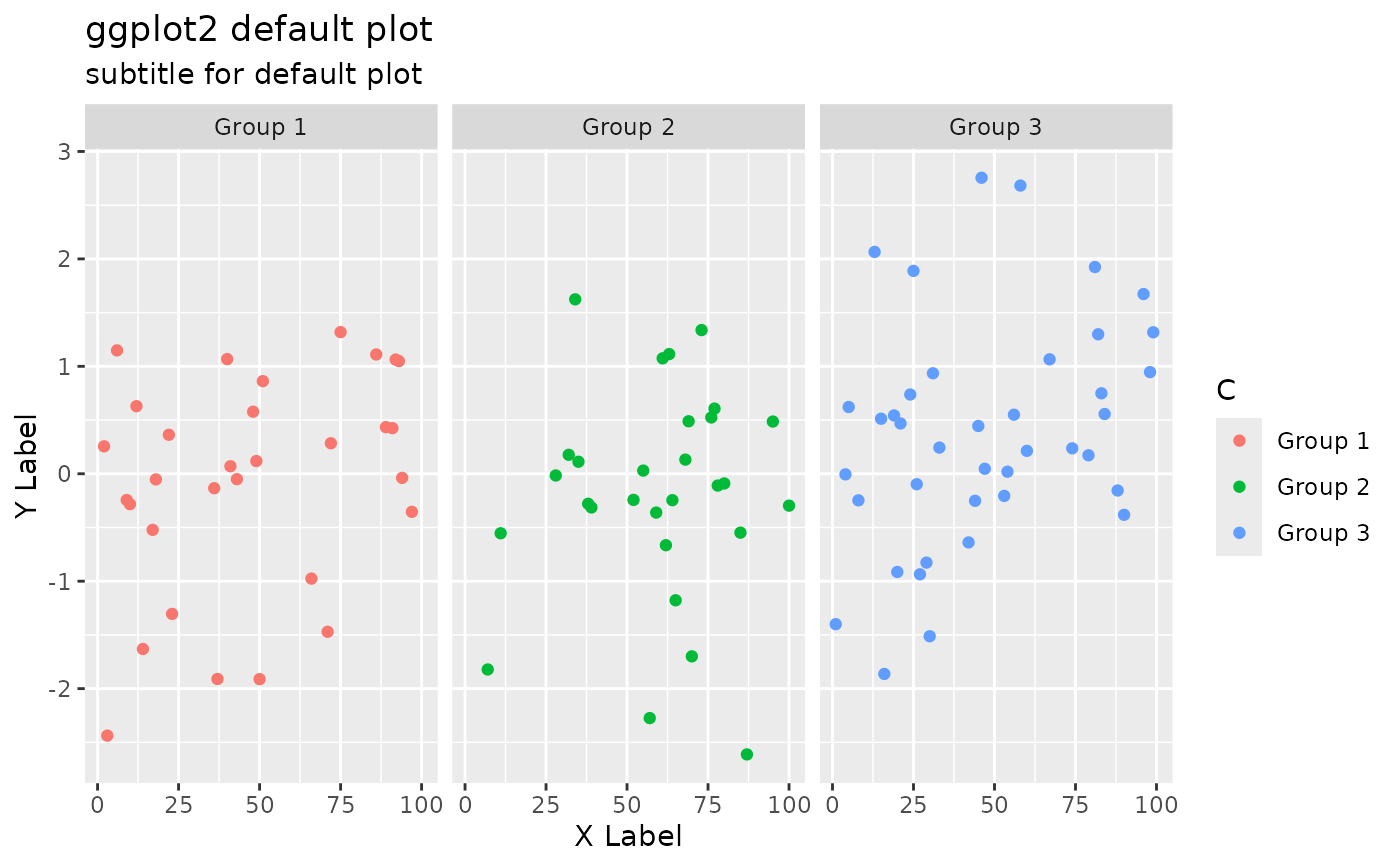 ggplot2 default plot
subtitle for default plot
Group 1
Group 2
Group 3
Y Label
3
2
1
0
-1
-2
0 25 50 75 100
0 25 50 75 100
0 25 50 75 100
X Label
C
Group 1
Group 2
Group 3